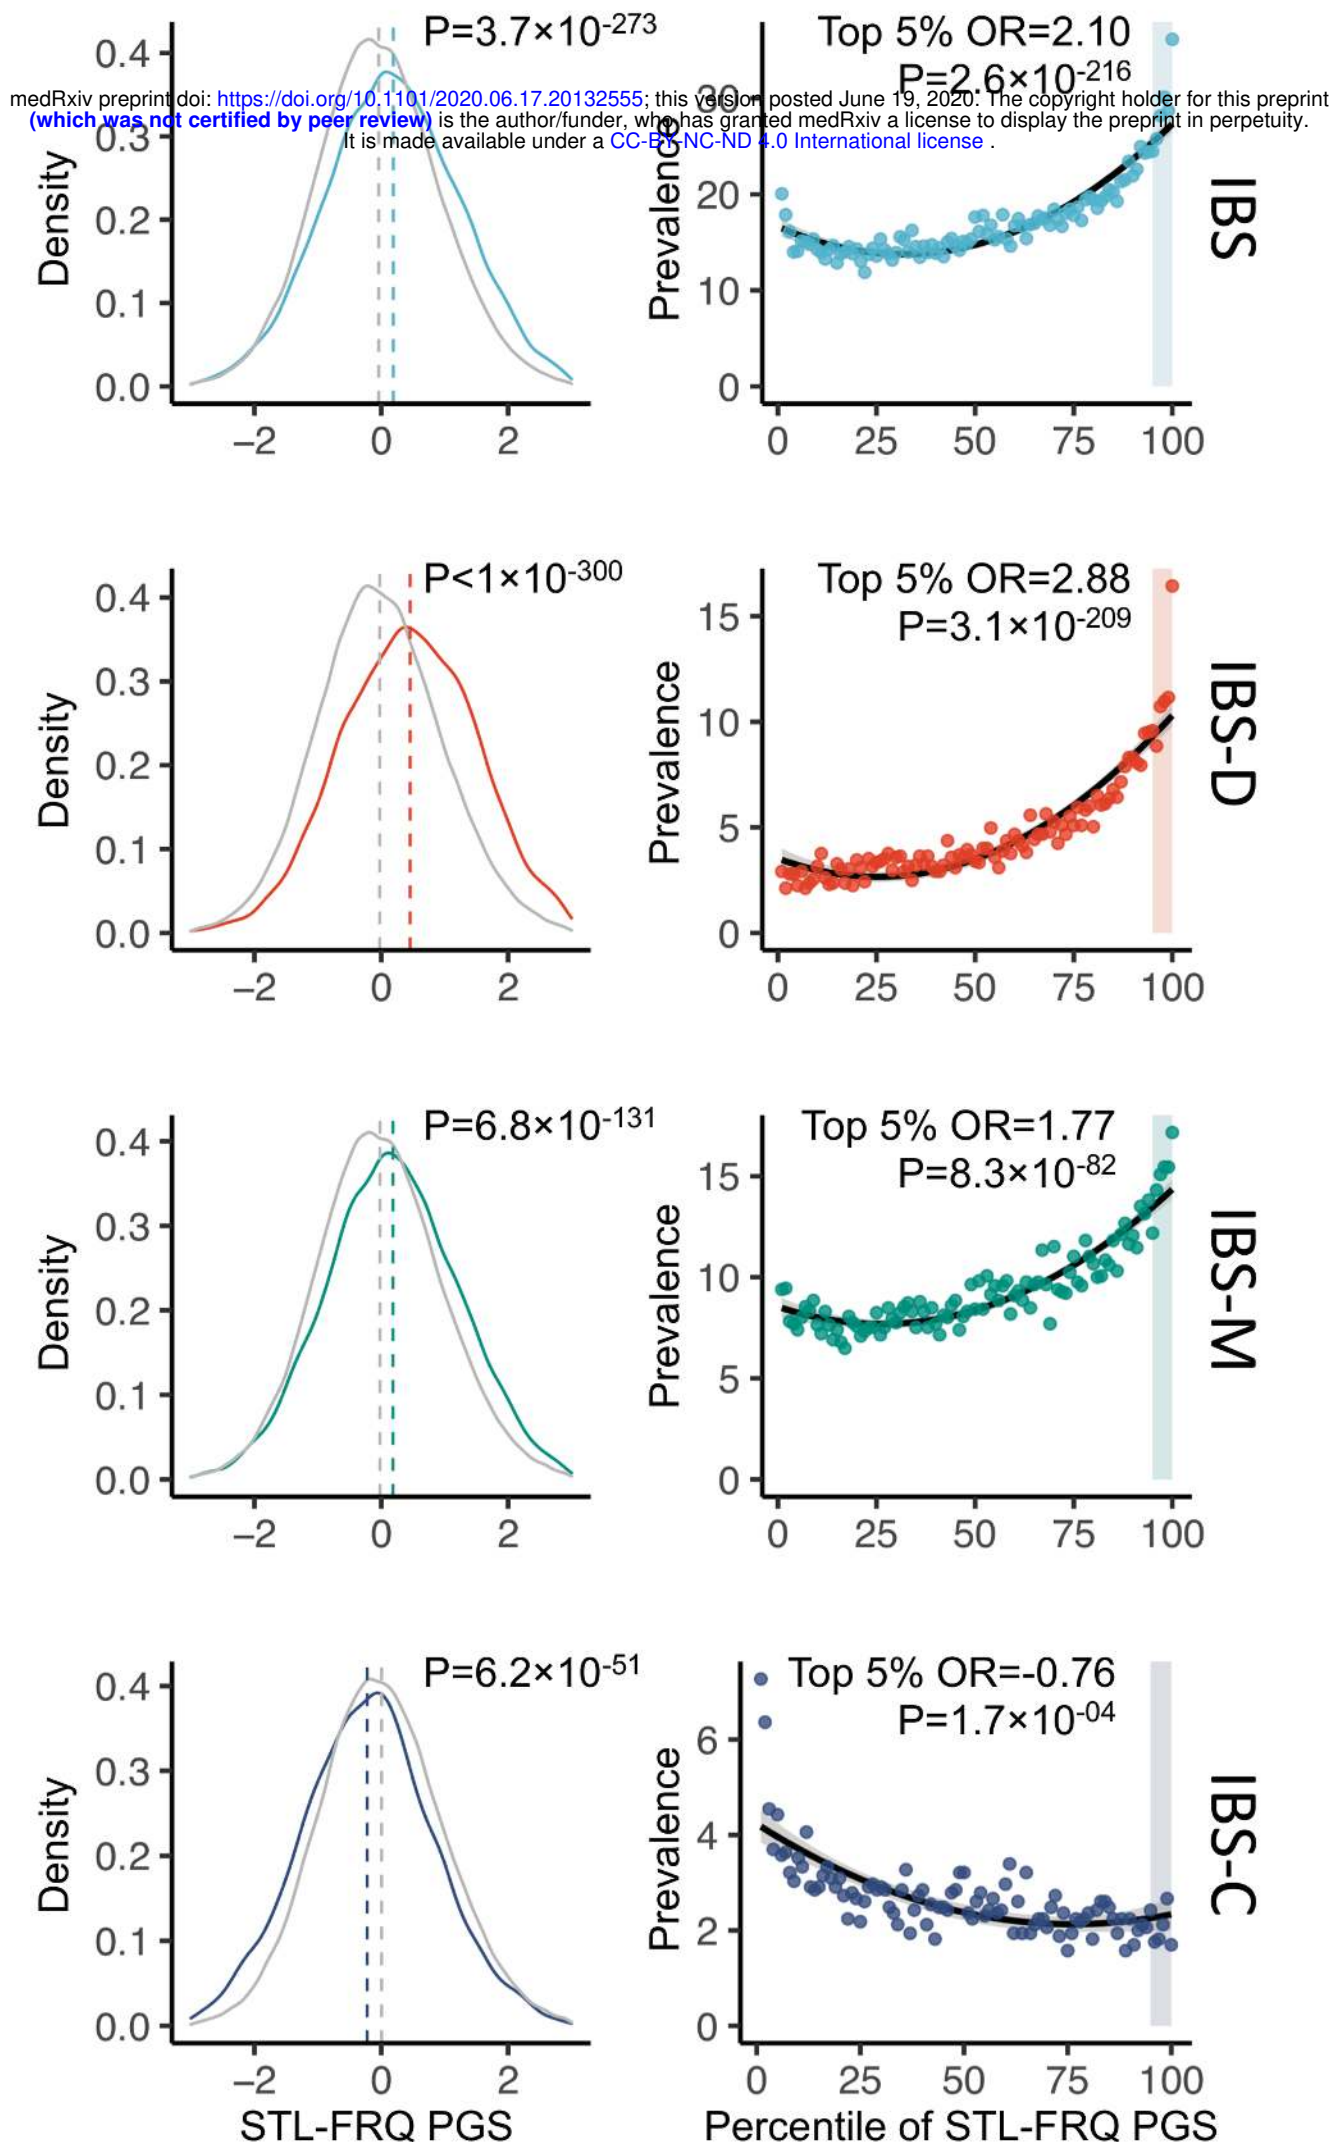 P=3.7×10-273
Top 5% OR=2.10
P=2.6×10-216
medRxiv preprint doi: https://doi.org/10.1101/2020.06.17.20132555; this version posted June 19, 2020. The copyright holder for this preprint
(which was not certified by peer review) is the author/funder, who has granted medRxiv a license to display the preprint in perpetuity.
It is made available under a CC-BY-NC-ND 4.0 International license .
Density
0.4
0.3
0.2
0.1
0.0
−2 0 2
Prevalence
30
20
10
0
0 25 50 75 100
IBS
P<1×10-300
Density
0.4
0.3
0.2
0.1
0.0
−2 0 2
Top 5% OR=2.88
P=3.1×10-209
Prevalence
15
10
5
0
0 25 50 75 100
IBS-D
P=6.8×10-131
Density
0.4
0.3
0.2
0.1
0.0
−2 0 2
Top 5% OR=1.77
P=8.3×10-82
Prevalence
15
10
5
0
0 25 50 75 100
IBS-M
P=6.2×10-51
Density
0.4
0.3
0.2
0.1
0.0
−2 0 2
STL-FRQ PGS
Top 5% OR=-0.76
P=1.7×10-04
Prevalence
6
4
2
0
0 25 50 75 100
Percentile of STL-FRQ PGS
IBS-C